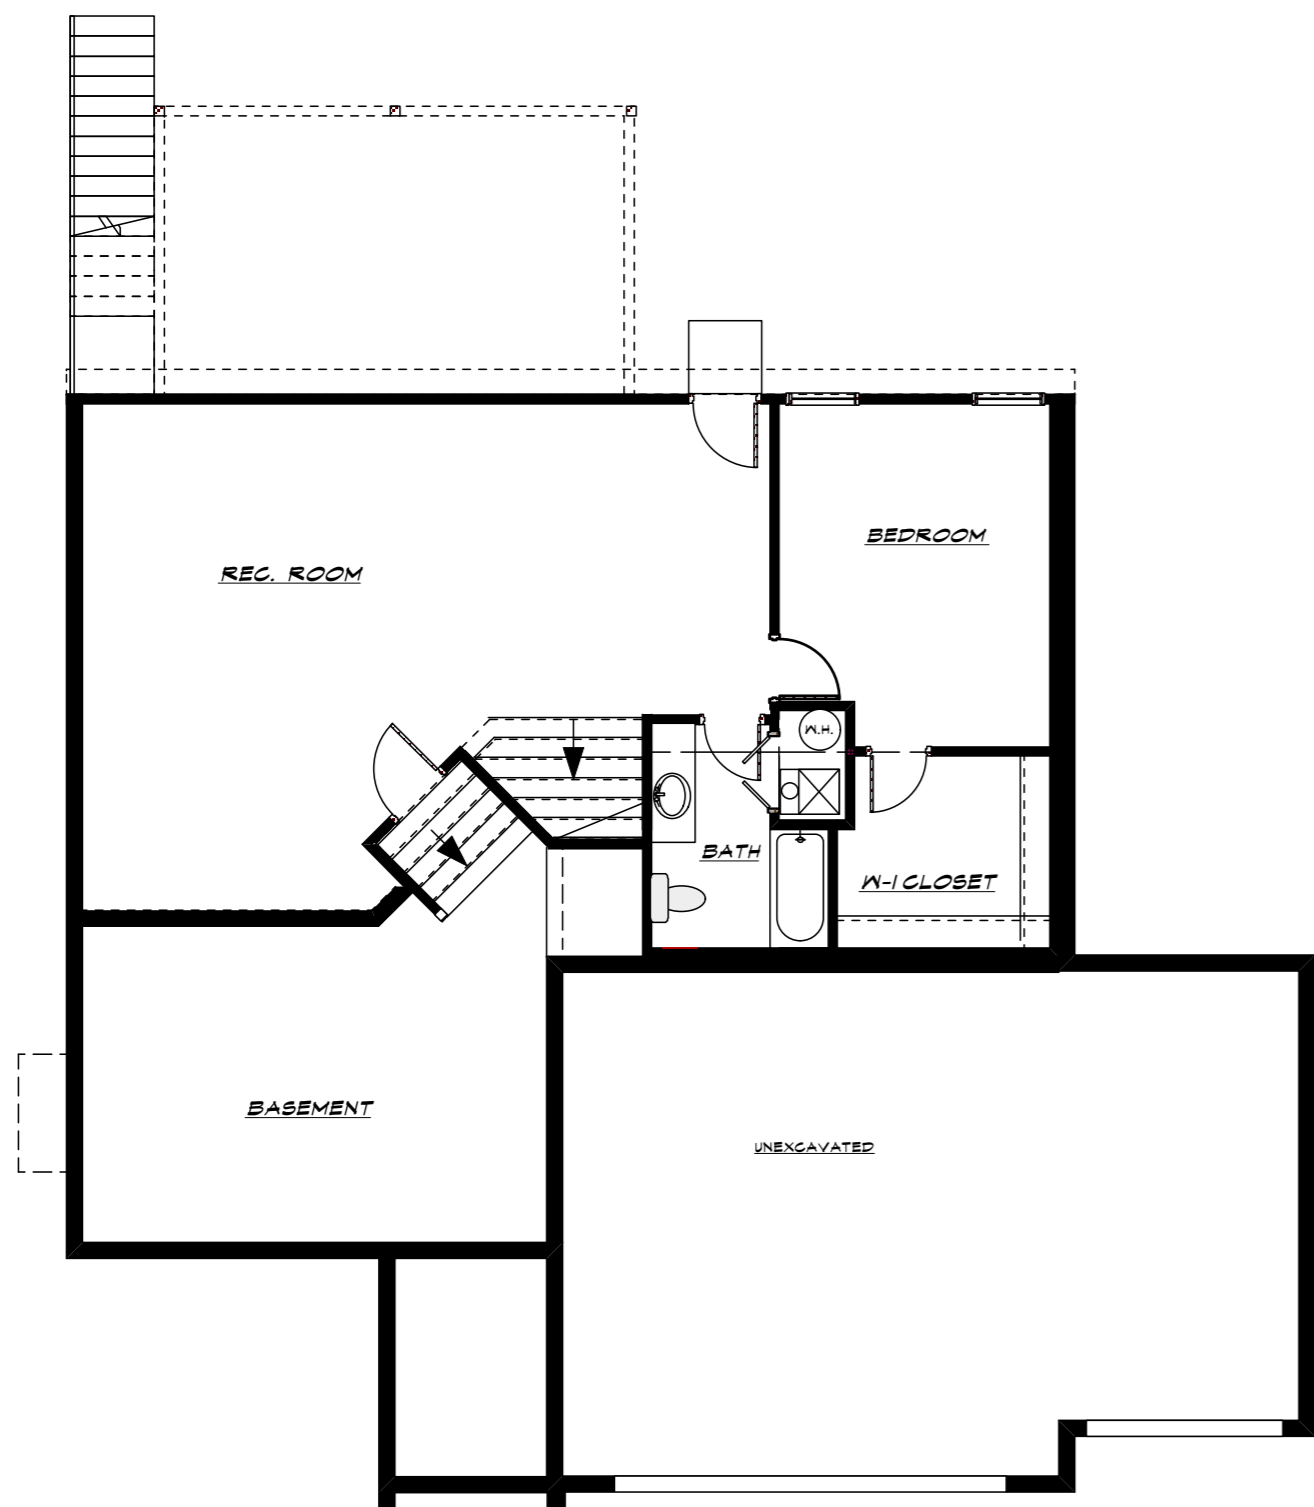 BEDROOM
REC. ROOM
W.H.
BATH
W-I CLOSET
BASEMENT
UNEXCAVATED